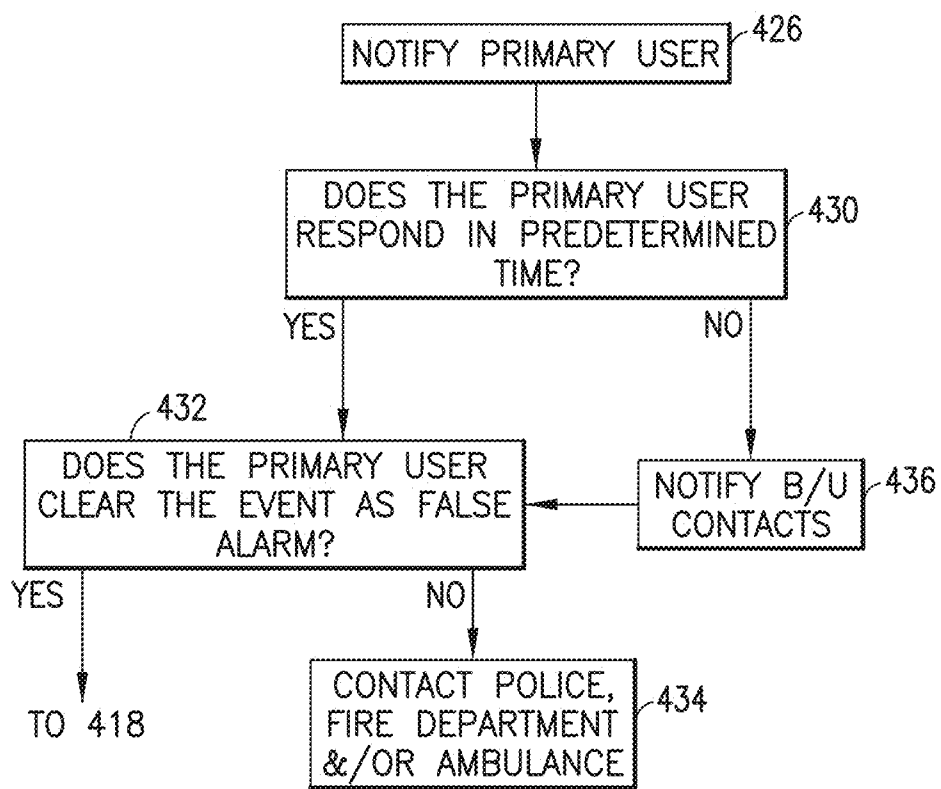 NOTIFY PRIMARY USER
426
DOES THE PRIMARY USER
RESPOND IN PREDETERMINED
TIME?
430
YES
NO
432
DOES THE PRIMARY USER
CLEAR THE EVENT AS FALSE
ALARM?
NOTIFY B/U
CONTACTS
436
YES
NO
TO 418
CONTACT POLICE,
FIRE DEPARTMENT
&/OR AMBULANCE
434